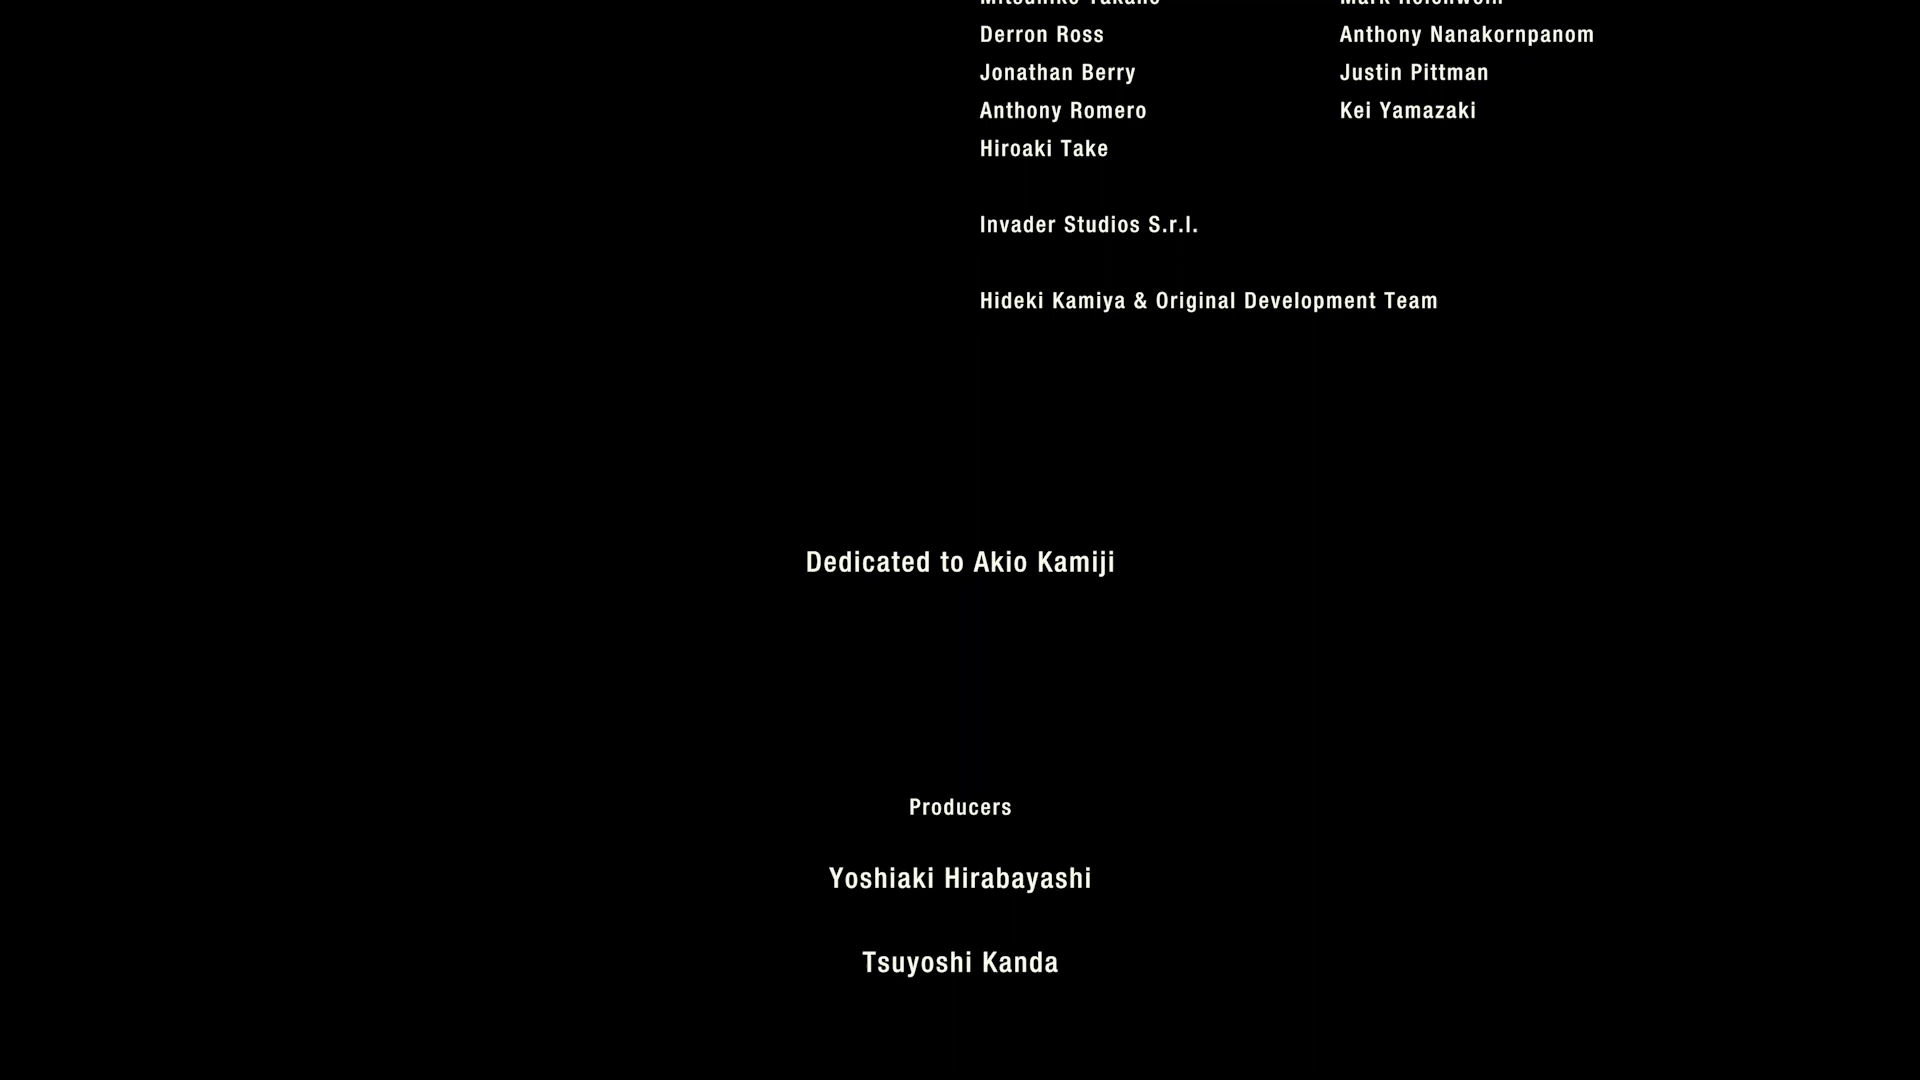 Derron Ross
Anthony Nanakornpanom
Jonathan Berry
Justin Pittman
Anthony Romero
Kei Yamazaki
Hiroaki Take
Invader Studios S.r.l.
Hideki Kamiya & Original Development Team
Dedicated to Akio Kamiji
Producers
Yoshiaki Hirabayashi
Tsuyoshi Kanda